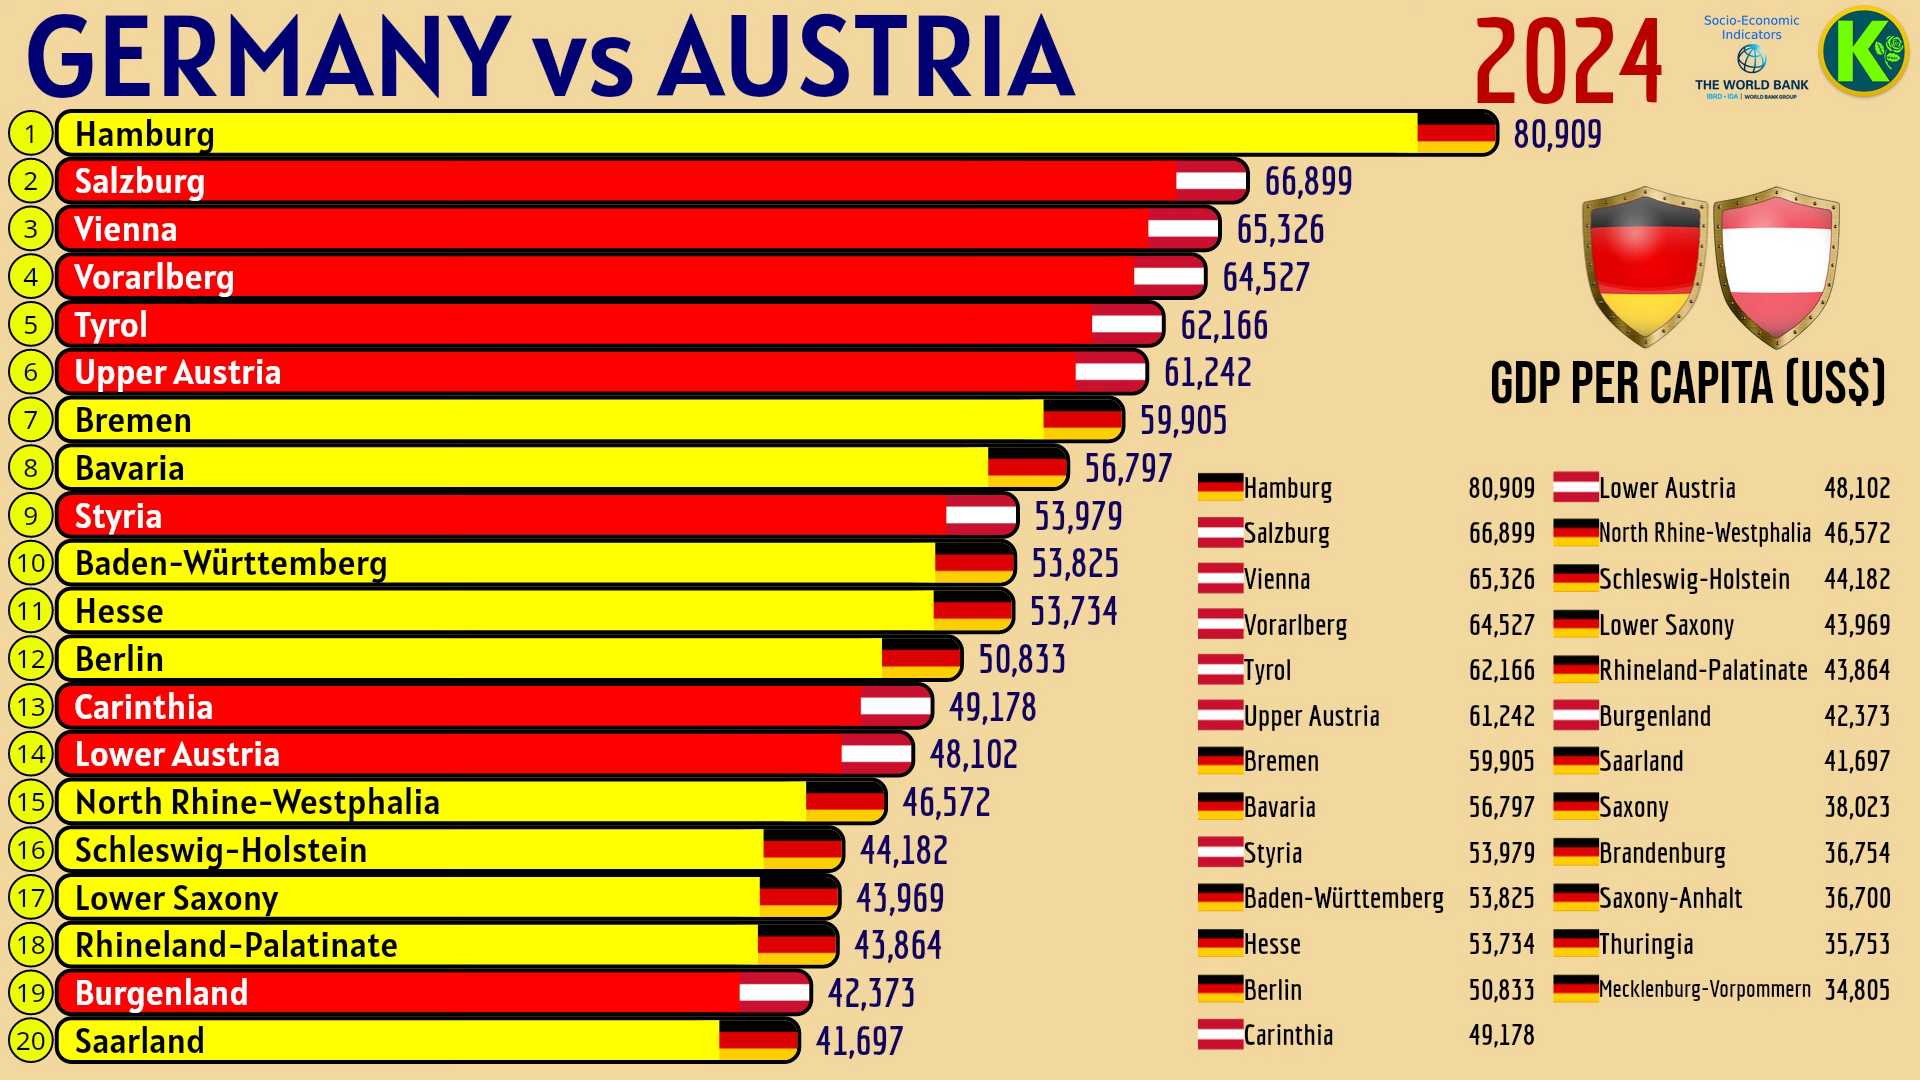 GERMANY vs AUSTRIA
2024
Socio-Economic
Indicators
THE WORLD BANK
IBRD • IDA | WORLD BANK GROUP
K
1 Hamburg 80,909
2 Salzburg 66,899
3 Vienna 65,326
4 Vorarlberg 64,527
5 Tyrol 62,166
6 Upper Austria 61,242
7 Bremen 59,905
8 Bavaria 56,797
9 Styria 53,979
10 Baden-Württemberg 53,825
11 Hesse 53,734
12 Berlin 50,833
13 Carinthia 49,178
14 Lower Austria 48,102
15 North Rhine-Westphalia 46,572
16 Schleswig-Holstein 44,182
17 Lower Saxony 43,969
18 Rhineland-Palatinate 43,864
19 Burgenland 42,373
20 Saarland 41,697
GDP PER CAPITA (US$)
Hamburg 80,909
Salzburg 66,899
Vienna 65,326
Vorarlberg 64,527
Tyrol 62,166
Upper Austria 61,242
Bremen 59,905
Bavaria 56,797
Styria 53,979
Baden-Württemberg 53,825
Hesse 53,734
Berlin 50,833
Carinthia 49,178
Lower Austria 48,102
North Rhine-Westphalia 46,572
Schleswig-Holstein 44,182
Lower Saxony 43,969
Rhineland-Palatinate 43,864
Burgenland 42,373
Saarland 41,697
Saxony 38,023
Brandenburg 36,754
Saxony-Anhalt 36,700
Thuringia 35,753
Mecklenburg-Vorpommern 34,805